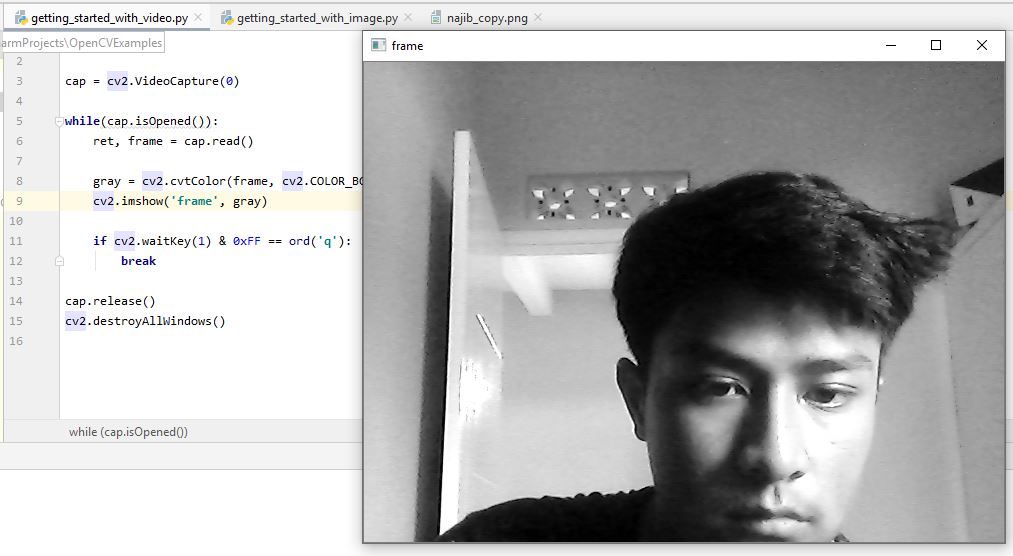 getting_started_with_video.py
getting_started_with_image.py
najib_copy.png
armProjects\OpenCVExamples
frame
2
3 cap = cv2.VideoCapture(0)
4
5 while(cap.isOpened()):
6 ret, frame = cap.read()
7
8 gray = cv2.cvtColor(frame, cv2.COLOR_BG
9 cv2.imshow('frame', gray)
10
11 if cv2.waitKey(1) & 0xFF == ord('q'):
12 break
13
14 cap.release()
15 cv2.destroyAllWindows()
16
while (cap.isOpened())